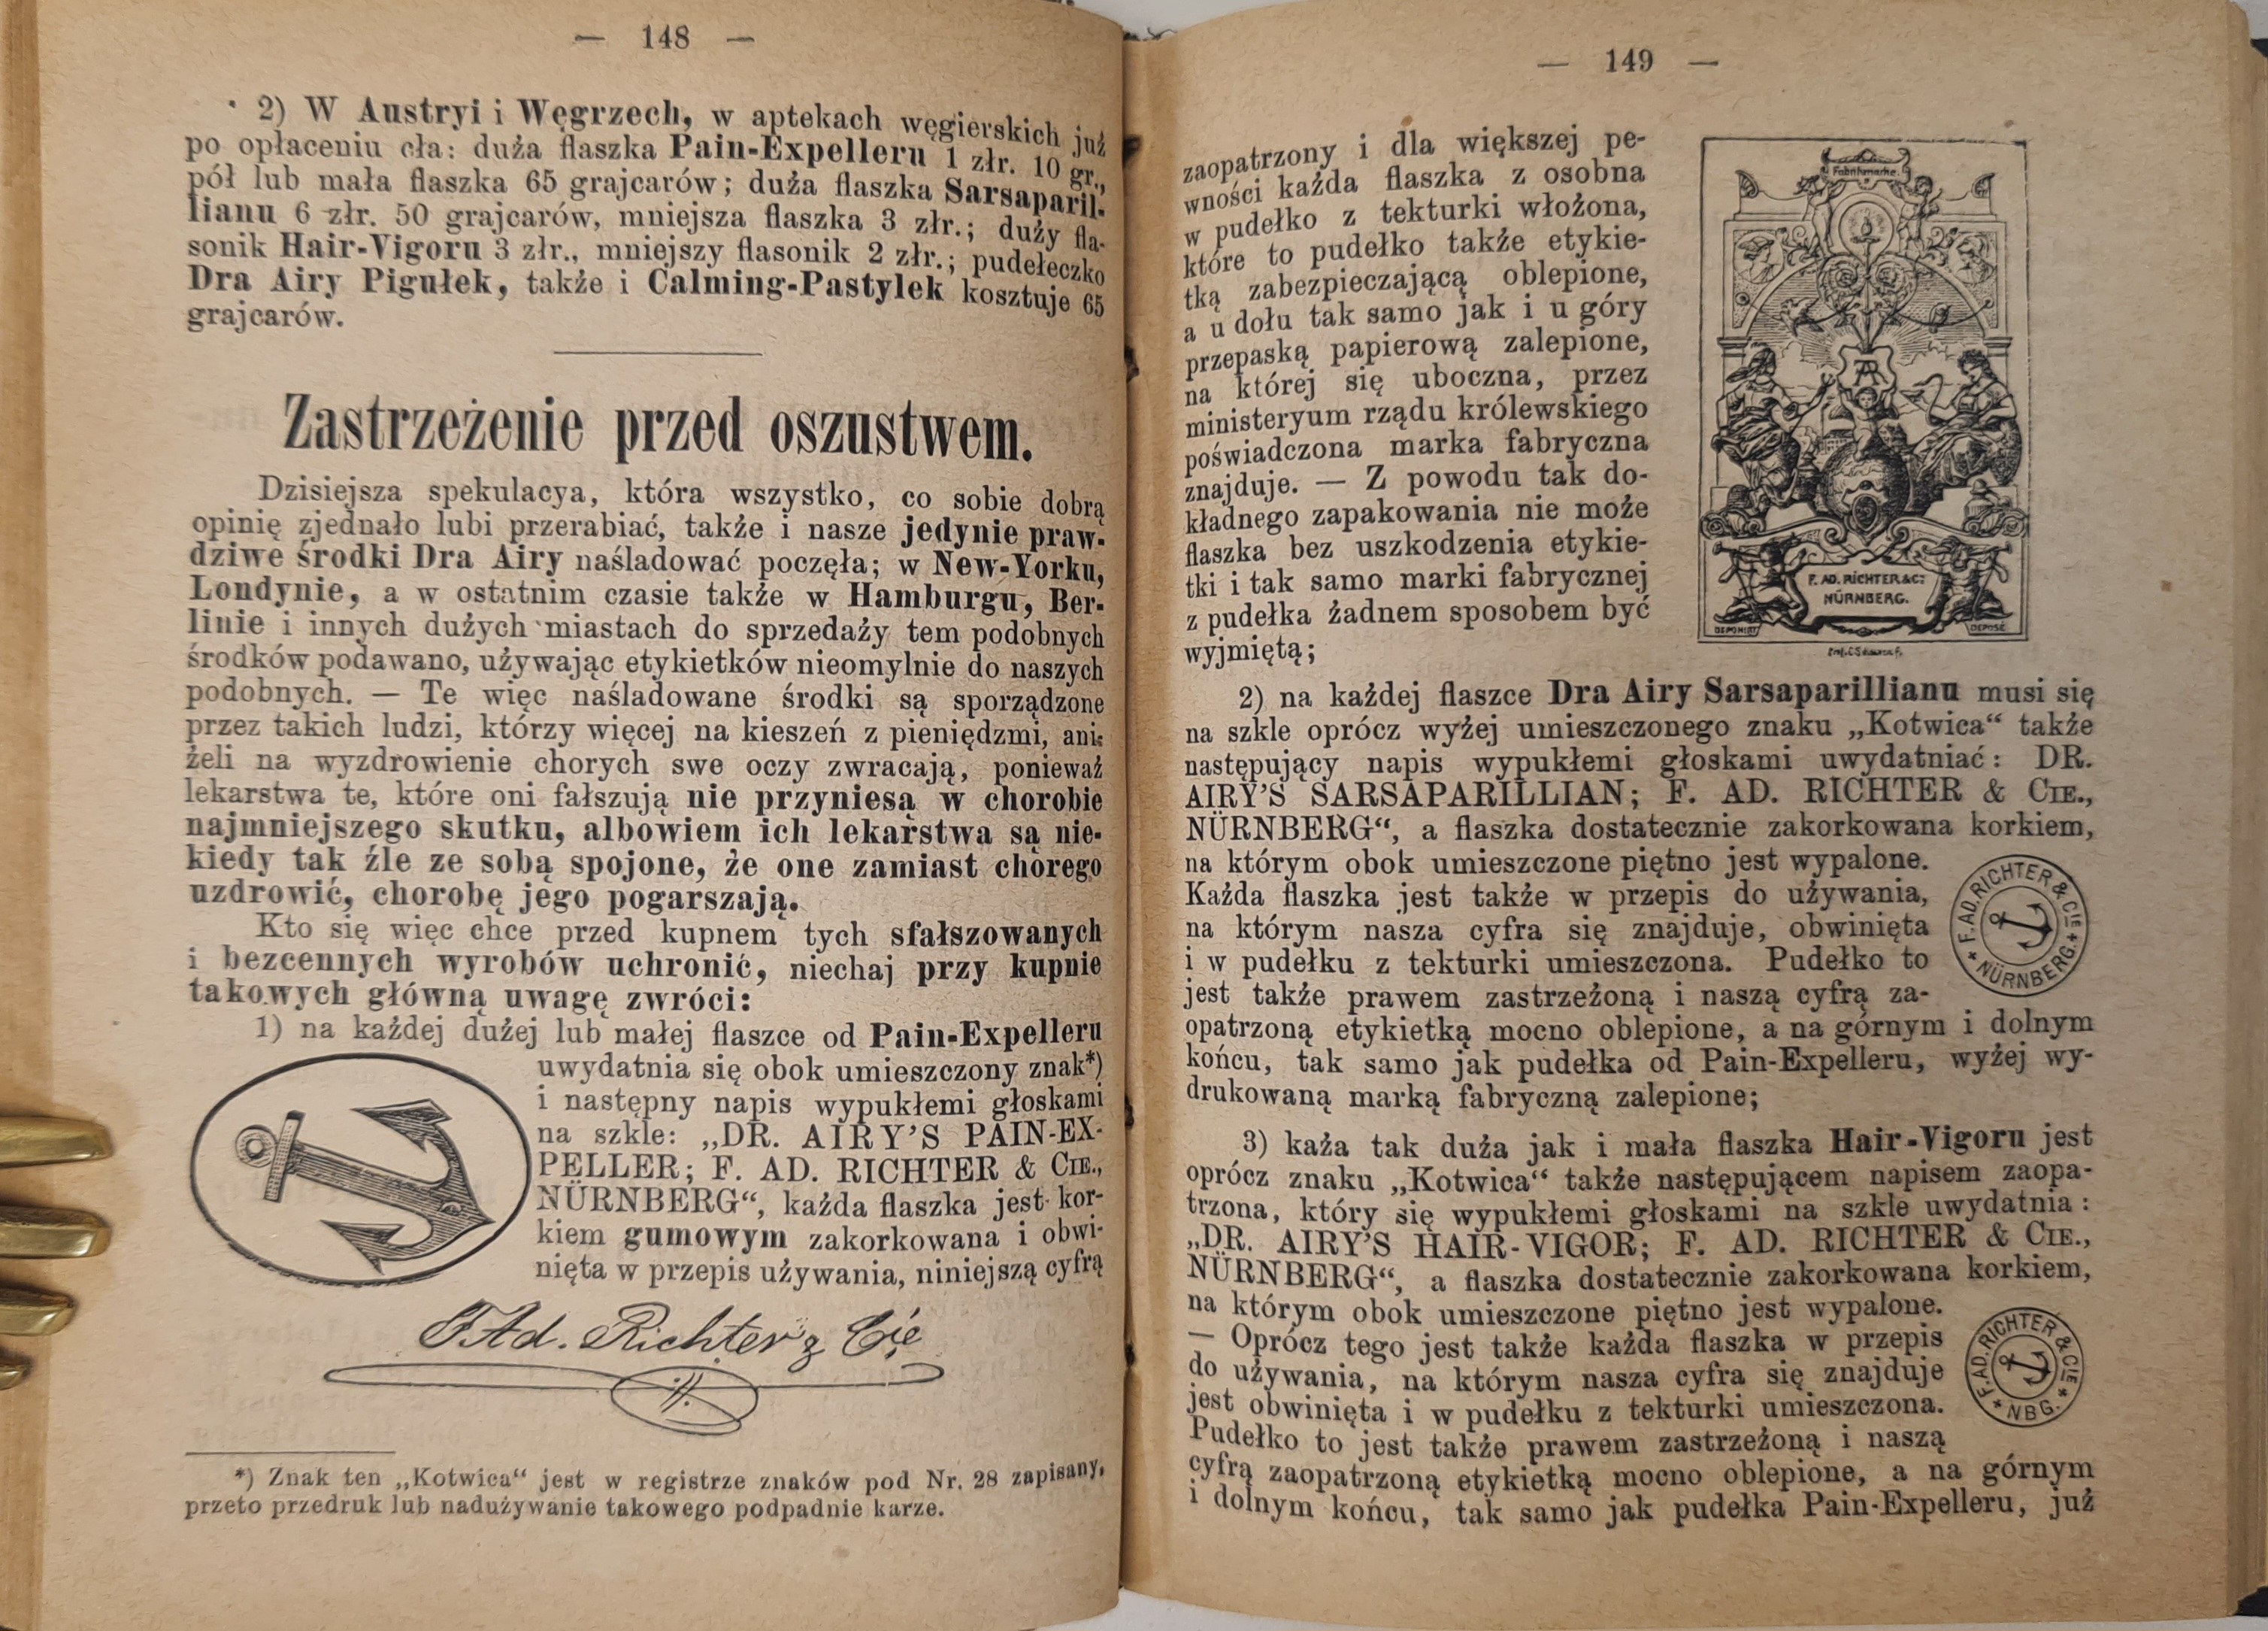 — 148 —
2) W Austryi i Węgrzech, w aptekach węgierskich już
po opłaceniu cła: duża flaszka Pain-Expelleru 1 złr. 10 gr.,
pół lub mała flaszka 65 grajcarów; duża flaszka Sarsaparil-
lianu 6 złr. 50 grajcarów, mniejsza flaszka 3 złr.; duży fla-
sonik Hair-Vigoru 3 złr., mniejszy flasonik 2 złr.; pudełeczko
Dra Airy Pigułek, także i Calming-Pastylek kosztuje 65
grajcarów.
Zastrzeżenie przed oszustwem.
Dzisiejsza spekulacya, która wszystko, co sobie dobrą
opinię zjednało lubi przerabiać, także i nasze jedynie praw-
dziwe środki Dra Airy naśladować poczęła; w New-Yorku,
Londynie, a w ostatnim czasie także w Hamburgu, Ber-
linie i innych dużych miastach do sprzedaży tem podobnych
środków podawano, używając etykietków nieomylnie do naszych
podobnych. — Te więc naśladowane środki są sporządzone
przez takich ludzi, którzy więcej na kieszeń z pieniędzmi, ani-
żeli na wyzdrowienie chorych swe oczy zwracają, ponieważ
lekarstwa te, które oni fałszują nie przyniesą w chorobie
najmniejszego skutku, albowiem ich lekarstwa są nie-
kiedy tak źle ze sobą spojone, że one zamiast chorego
uzdrowić, chorobę jego pogarszają.
Kto się więc chce przed kupnem tych sfałszowanych
i bezcennych wyrobów uchronić, niechaj przy kupnie
takowych główną uwagę zwróci:
1) na każdej dużej lub małej flaszce od Pain-Expelleru
uwydatnia się obok umieszczony znak*)
i następny napis wypukłemi głoskami
na szkle: „DR. AIRY'S PAIN-EX-
PELLER; F. AD. RICHTER & CIE.,
NÜRNBERG“, każda flaszka jest kor-
kiem gumowym zakorkowana i obwi-
nięta w przepis używania, niniejszą cyfrą
F. Ad. Richter & Cie
*) Znak ten „Kotwica“ jest w registrze znaków pod Nr. 28 zapisany,
przeto przedruk lub nadużywanie takowego podpadnie karze.
— 149 —
zaopatrzony i dla większej pe-
wności każda flaszka z osobna
w pudełko z tekturki włożona,
które to pudełko także etykie-
tką zabezpieczającą oblepione,
a u dołu tak samo jak i u góry
przepaską papierową zalepione,
na której się uboczna, przez
ministeryum rządu królewskiego
poświadczona marka fabryczna
znajduje. — Z powodu tak do-
kładnego zapakowania nie może
flaszka bez uszkodzenia etykie-
tki i tak samo marki fabrycznej
z pudełka żadnem sposobem być
wyjmiętą;
Fabrikmarke.
F. AD. RICHTER & C:
NÜRNBERG.
DEPONIRT
DEPOSÉ
2) na każdej flaszce Dra Airy Sarsaparillianu musi się
na szkle oprócz wyżej umieszczonego znaku „Kotwica“ także
następujący napis wypukłemi głoskami uwydatniać: DR.
AIRY'S SARSAPARILLIAN; F. AD. RICHTER & CIE.,
NÜRNBERG“, a flaszka dostatecznie zakorkowana korkiem,
na którym obok umieszczone piętno jest wypalone.
Każda flaszka jest także w przepis do używania,
na którym nasza cyfra się znajduje, obwinięta
i w pudełku z tekturki umieszczona. Pudełko to
jest także prawem zastrzeżoną i naszą cyfrą za-
opatrzoną etykietką mocno oblepione, a na górnym i dolnym
końcu, tak samo jak pudełka od Pain-Expelleru, wyżej wy-
drukowaną marką fabryczną zalepione;
F. AD. RICHTER & CIE * NÜRNBERG. *
3) każa tak duża jak i mała flaszka Hair-Vigoru jest
oprócz znaku „Kotwica“ także następującem napisem zaopa-
trzona, który się wypukłemi głoskami na szkle uwydatnia:
„DR. AIRY'S HAIR-VIGOR; F. AD. RICHTER & CIE.,
NÜRNBERG“, a flaszka dostatecznie zakorkowana korkiem,
na którym obok umieszczone piętno jest wypalone.
— Oprócz tego jest także każda flaszka w przepis
do używania, na którym nasza cyfra się znajduje
jest obwinięta i w pudełku z tekturki umieszczona.
Pudełko to jest także prawem zastrzeżoną i naszą
cyfrą zaopatrzoną etykietką mocno oblepione, a na górnym
i dolnym końcu, tak samo jak pudełka Pain-Expelleru, już
F. AD. RICHTER & CIE * NBG. *